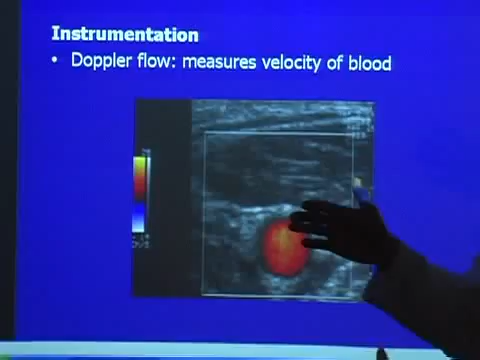 Instrumentation
• Doppler flow: measures velocity of blood